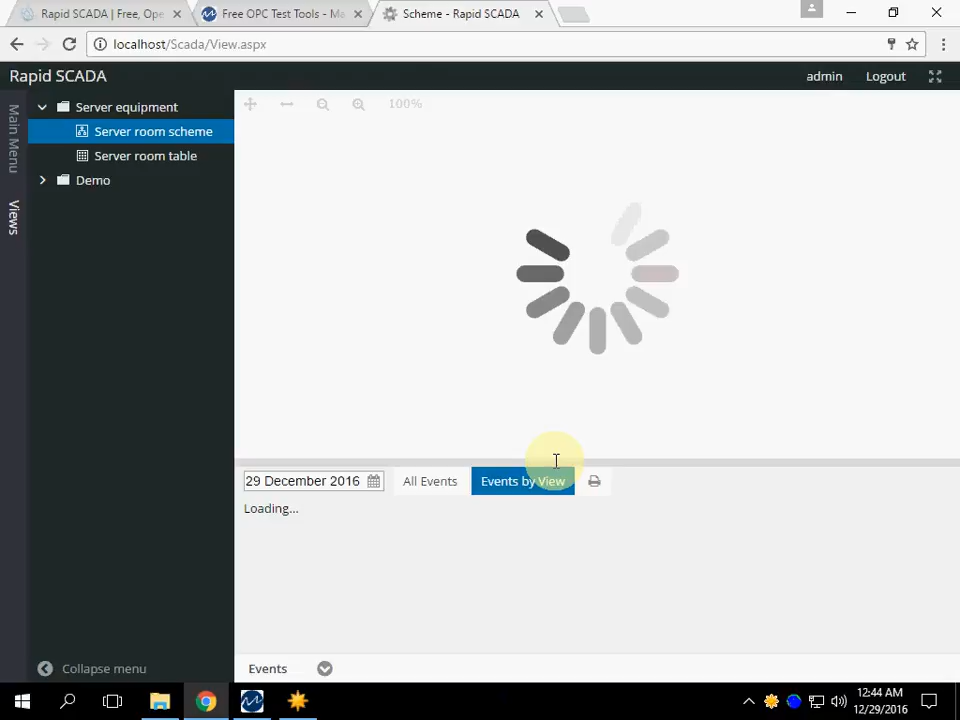 Rapid SCADA | Free, Ope
Free OPC Test Tools - Ma
Scheme - Rapid SCADA
localhost/Scada/View.aspx
Rapid SCADA
admin
Logout
Main Menu
Views
Server equipment
Server room scheme
Server room table
Demo
100%
29 December 2016
All Events
Events by View
Loading...
Collapse menu
Events
12:44 AM
12/29/2016